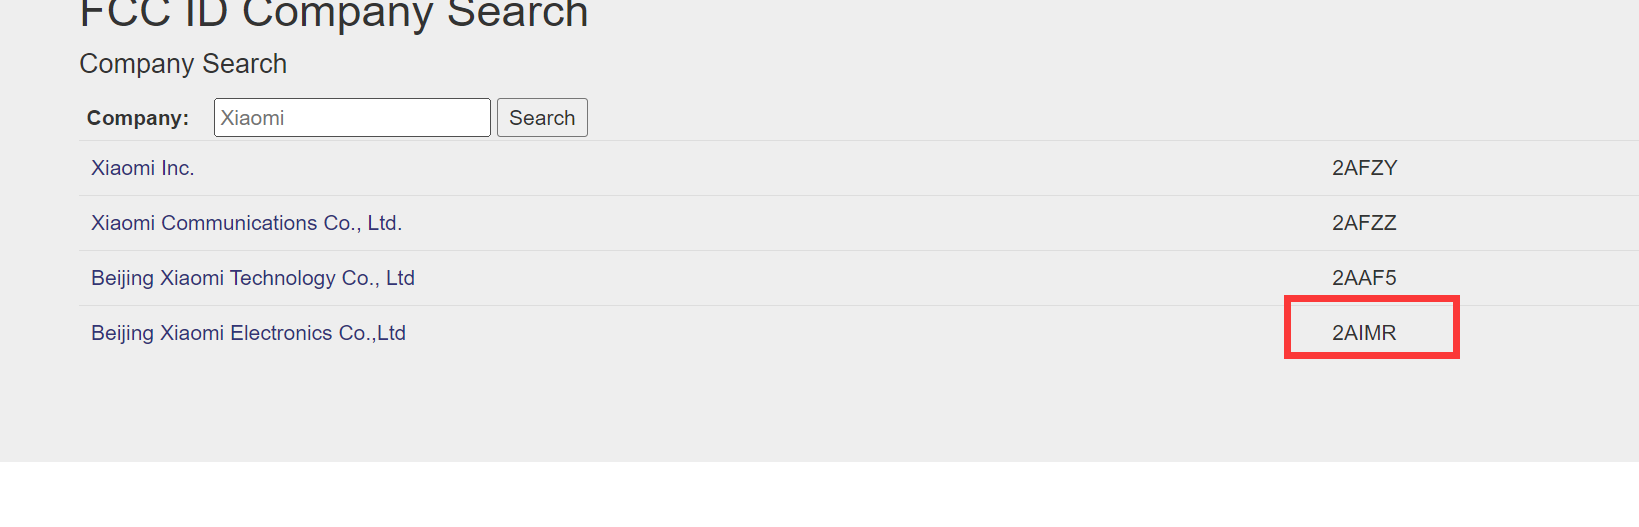 FCC ID Company Search
Company Search
Company: Xiaomi Search
Xiaomi Inc. 2AFZY
Xiaomi Communications Co., Ltd. 2AFZZ
Beijing Xiaomi Technology Co., Ltd 2AAF5
Beijing Xiaomi Electronics Co.,Ltd 2AIMR